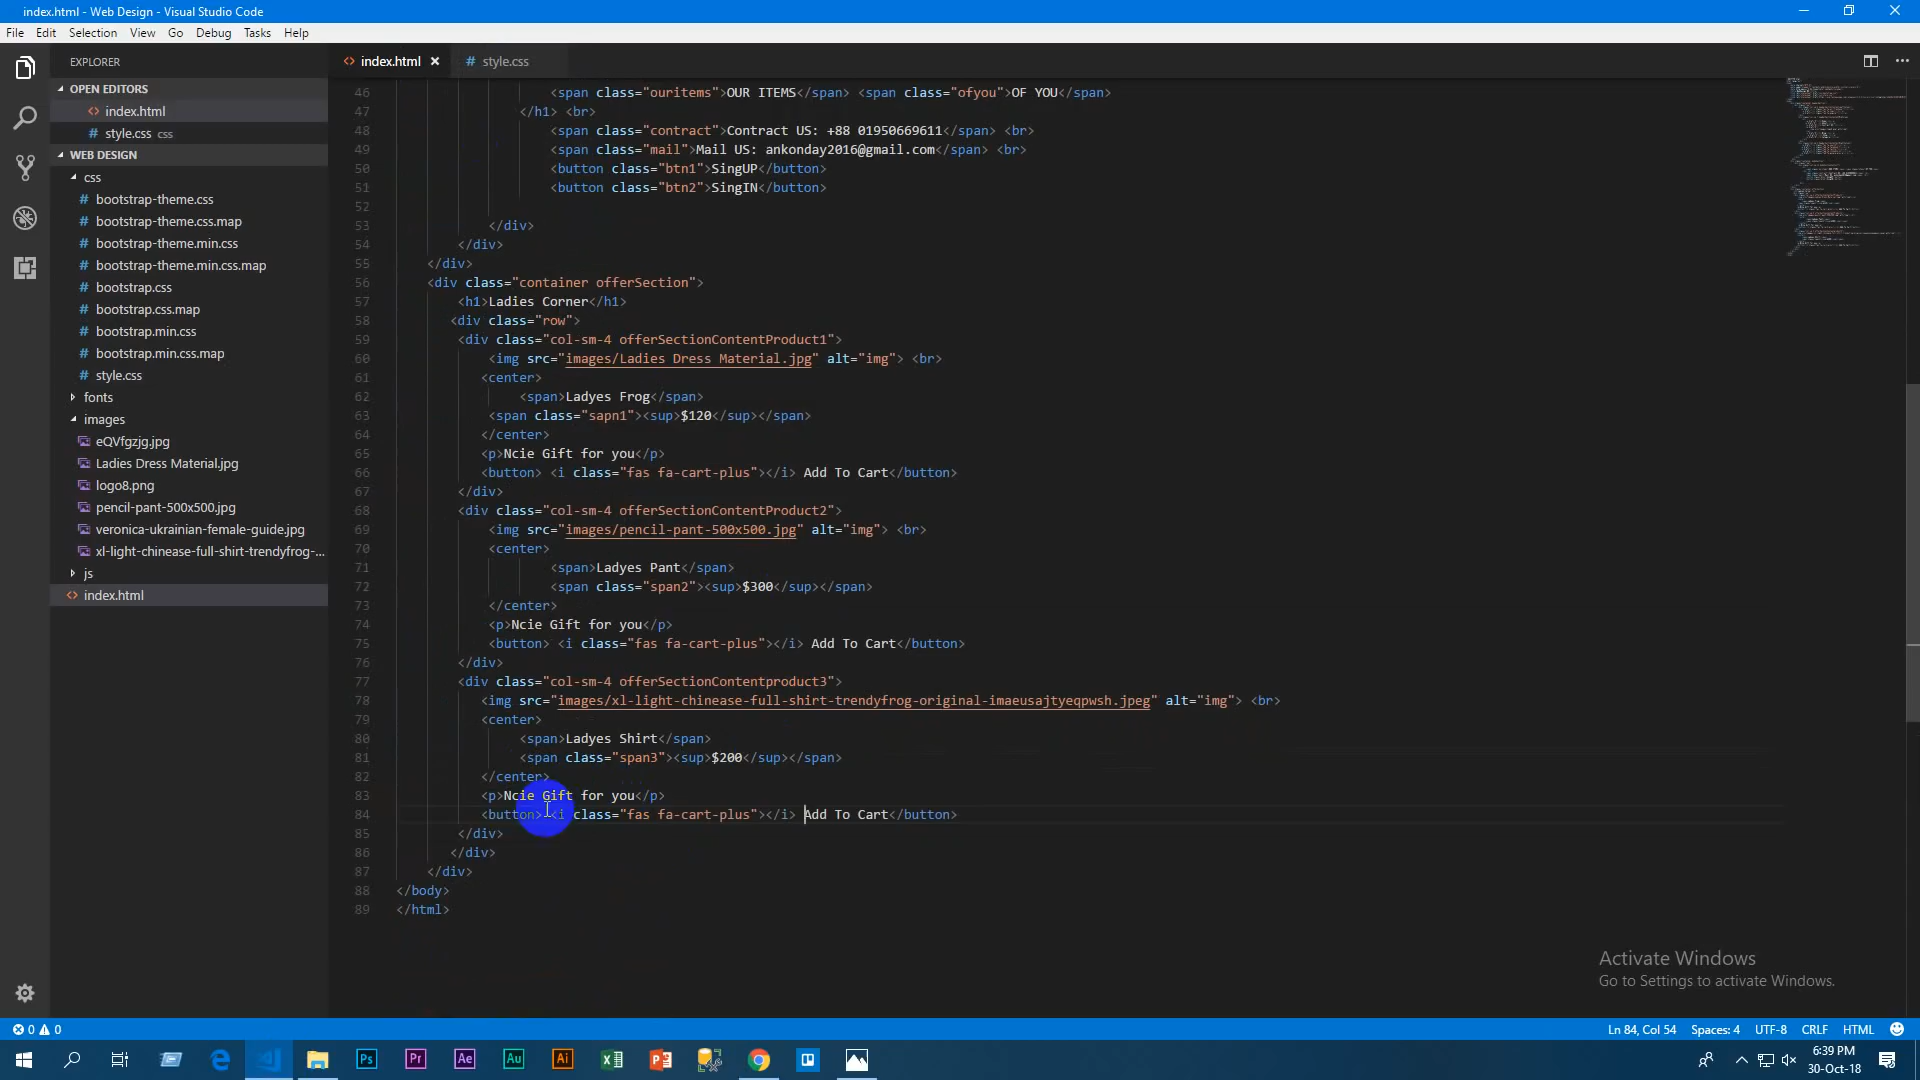 index.html - Web Design - Visual Studio Code
File Edit Selection View Go Debug Tasks Help
EXPLORER
OPEN EDITORS
index.html
style.css css
WEB DESIGN
css
bootstrap-theme.css
bootstrap-theme.css.map
bootstrap-theme.min.css
bootstrap-theme.min.css.map
bootstrap.css
bootstrap.css.map
bootstrap.min.css
bootstrap.min.css.map
style.css
fonts
images
eQVfgzjg.jpg
Ladies Dress Material.jpg
logo8.png
pencil-pant-500x500.jpg
veronica-ukrainian-female-guide.jpg
xl-light-chinease-full-shirt-trendyfrog-...
js
index.html
index.html style.css
46 <span class="ouritems">OUR ITEMS</span> <span class="ofyou">OF YOU</span>
47 </h1> <br>
48 <span class="contract">Contract US: +88 01950669611</span> <br>
49 <span class="mail">Mail US: ankonday2016@gmail.com</span> <br>
50 <button class="btn1">SingUP</button>
51 <button class="btn2">SingIN</button>
52
53 </div>
54 </div>
55 </div>
56 <div class="container offerSection">
57 <h1>Ladies Corner</h1>
58 <div class="row">
59 <div class="col-sm-4 offerSectionContentProduct1">
60 <img src="images/Ladies Dress Material.jpg" alt="img"> <br>
61 <center>
62 <span>Ladyes Frog</span>
63 <span class="sapn1"><sup>$120</sup></span>
64 </center>
65 <p>Ncie Gift for you</p>
66 <button> <i class="fas fa-cart-plus"></i> Add To Cart</button>
67 </div>
68 <div class="col-sm-4 offerSectionContentProduct2">
69 <img src="images/pencil-pant-500x500.jpg" alt="img"> <br>
70 <center>
71 <span>Ladyes Pant</span>
72 <span class="span2"><sup>$300</sup></span>
73 </center>
74 <p>Ncie Gift for you</p>
75 <button> <i class="fas fa-cart-plus"></i> Add To Cart</button>
76 </div>
77 <div class="col-sm-4 offerSectionContentproduct3">
78 <img src="images/xl-light-chinease-full-shirt-trendyfrog-original-imaeusajtyeqpwsh.jpeg" alt="img"> <br>
79 <center>
80 <span>Ladyes Shirt</span>
81 <span class="span3"><sup>$200</sup></span>
82 </center>
83 <p>Ncie Gift for you</p>
84 <button> <i class="fas fa-cart-plus"></i> Add To Cart</button>
85 </div>
86 </div>
87 </div>
88 </body>
89 </html>
Activate Windows
Go to Settings to activate Windows.
0 0 Ln 84, Col 54 Spaces: 4 UTF-8 CRLF HTML
Ps Pr Ae Au Ai
6:39 PM
30-Oct-18